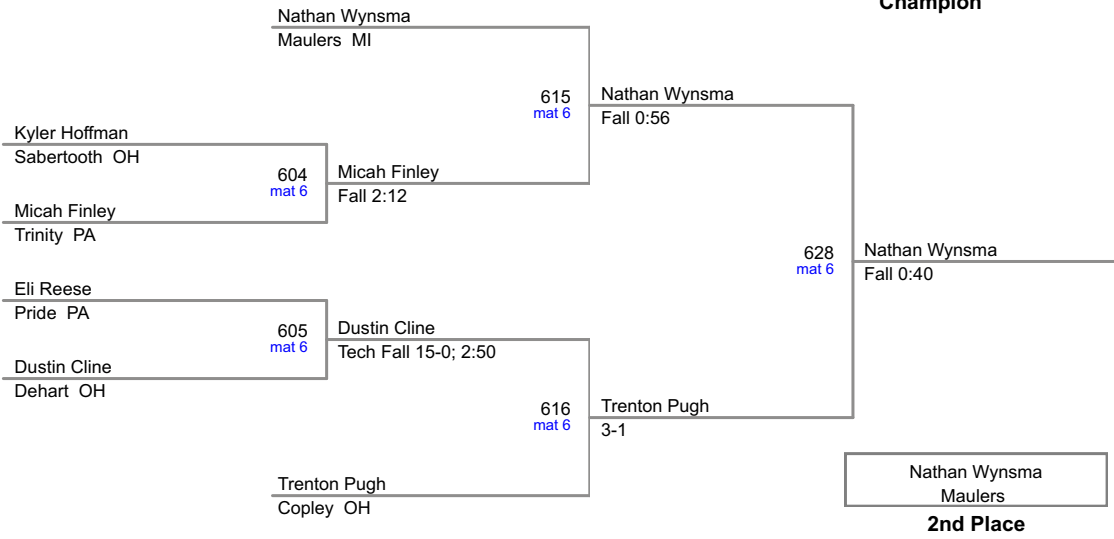 Champion
Nathan Wynsma
Maulers MI
615
mat 6
Nathan Wynsma
Fall 0:56
Kyler Hoffman
Sabertooth OH
604
mat 6
Micah Finley
Fall 2:12
Micah Finley
Trinity PA
628
mat 6
Nathan Wynsma
Fall 0:40
Eli Reese
Pride PA
605
mat 6
Dustin Cline
Tech Fall 15-0; 2:50
Dustin Cline
Dehart OH
616
mat 6
Trenton Pugh
3-1
Trenton Pugh
Copley OH
Nathan Wynsma
Maulers
2nd Place